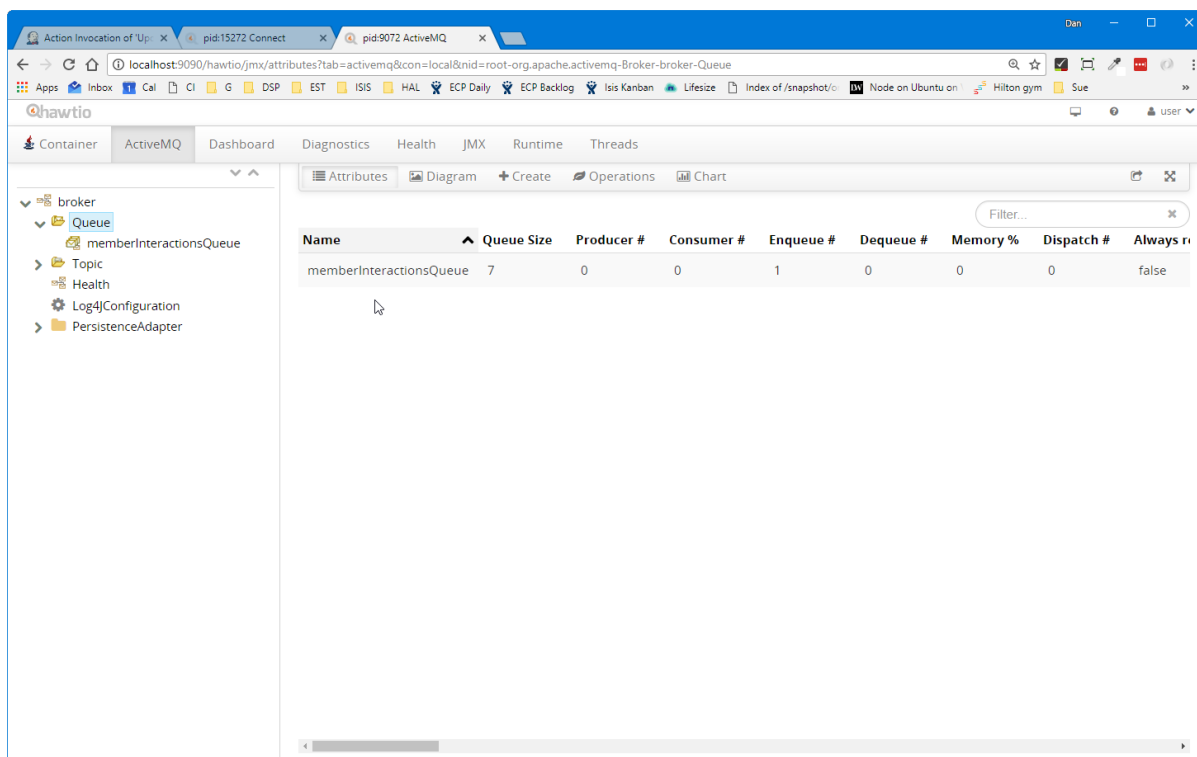 Dan
Action Invocation of 'Up
pid:15272 Connect
pid:9072 ActiveMQ
localhost:9090/hawtio/jmx/attributes?tab=activemq&con=local&nid=root-org.apache.activemq-Broker-broker-Queue
Apps Inbox 1 Cal CI G DSP EST ISIS HAL ECP Daily ECP Backlog Isis Kanban Lifesize Index of /snapshot/o Node on Ubuntu on Hilton gym Sue »
hawtio
user
Container ActiveMQ Dashboard Diagnostics Health JMX Runtime Threads
Attributes Diagram Create Operations Chart
broker
Queue
memberInteractionsQueue
Topic
Health
Log4JConfiguration
PersistenceAdapter
Filter...
Name Queue Size Producer # Consumer # Enqueue # Dequeue # Memory % Dispatch # Always re
memberInteractionsQueue 7 0 0 1 0 0 0 false